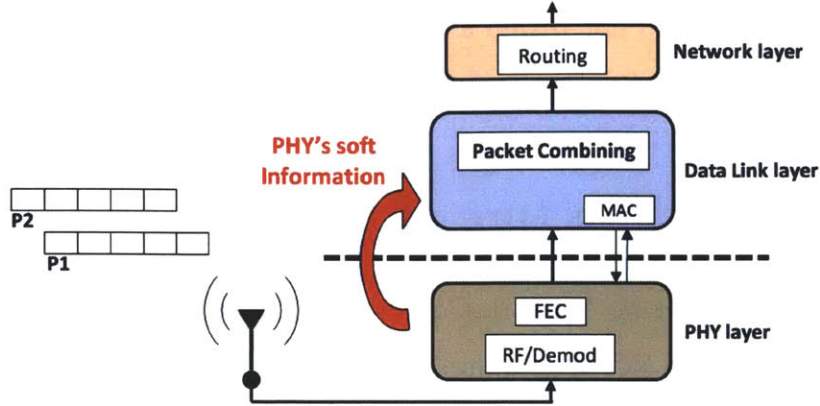 Routing
Network layer
PHY's soft
Information
Packet Combining
Data Link layer
MAC
P2
P1
FEC
PHY layer
RF/Demod